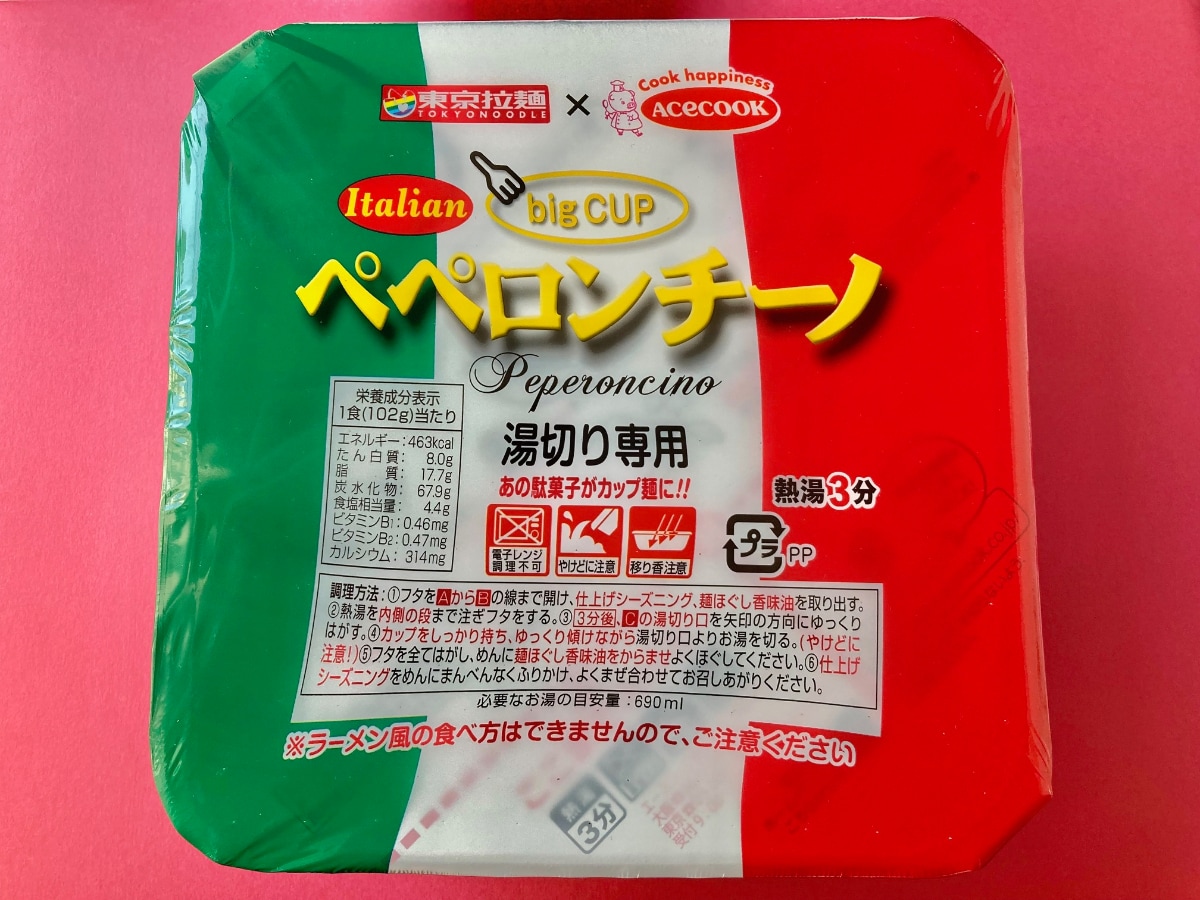 東京拉麺
TOKYONOODLE
×
Cook happiness
ACECOOK
Italian
big CUP
ペペロンチーノ
Peperoncino
栄養成分表示
1食(102g)当たり
エネルギー:463kcal
たん白質: 8.0g
脂質: 17.7g
炭水化物: 67.9g
食塩相当量: 4.4g
ビタミンB1:0.46mg
ビタミンB2:0.47mg
カルシウム: 314mg
湯切り専用
あの駄菓子がカップ麺に!!
熱湯3分
電子レンジ
調理不可
やけどに注意
移り香注意
プラ
PP
調理方法:①フタをAからBの線まで開け、仕上げシーズニング、麺ほぐし香味油を取り出す。
②熱湯を内側の段まで注ぎフタをする。③3分後、Cの湯切り口を矢印の方向にゆっくり
はがす。④カップをしっかり持ち、ゆっくり傾けながら湯切り口よりお湯を切る。(やけどに
注意!)⑤フタを全てはがし、めんに麺ほぐし香味油をからませよくほぐしてください。⑥仕上げ
シーズニングをめんにまんべんなくふりかけ、よくまぜ合わせてお召しあがりください。
必要なお湯の目安量:690ml
※ラーメン風の食べ方はできませんので、ご注意ください
熱湯
3分